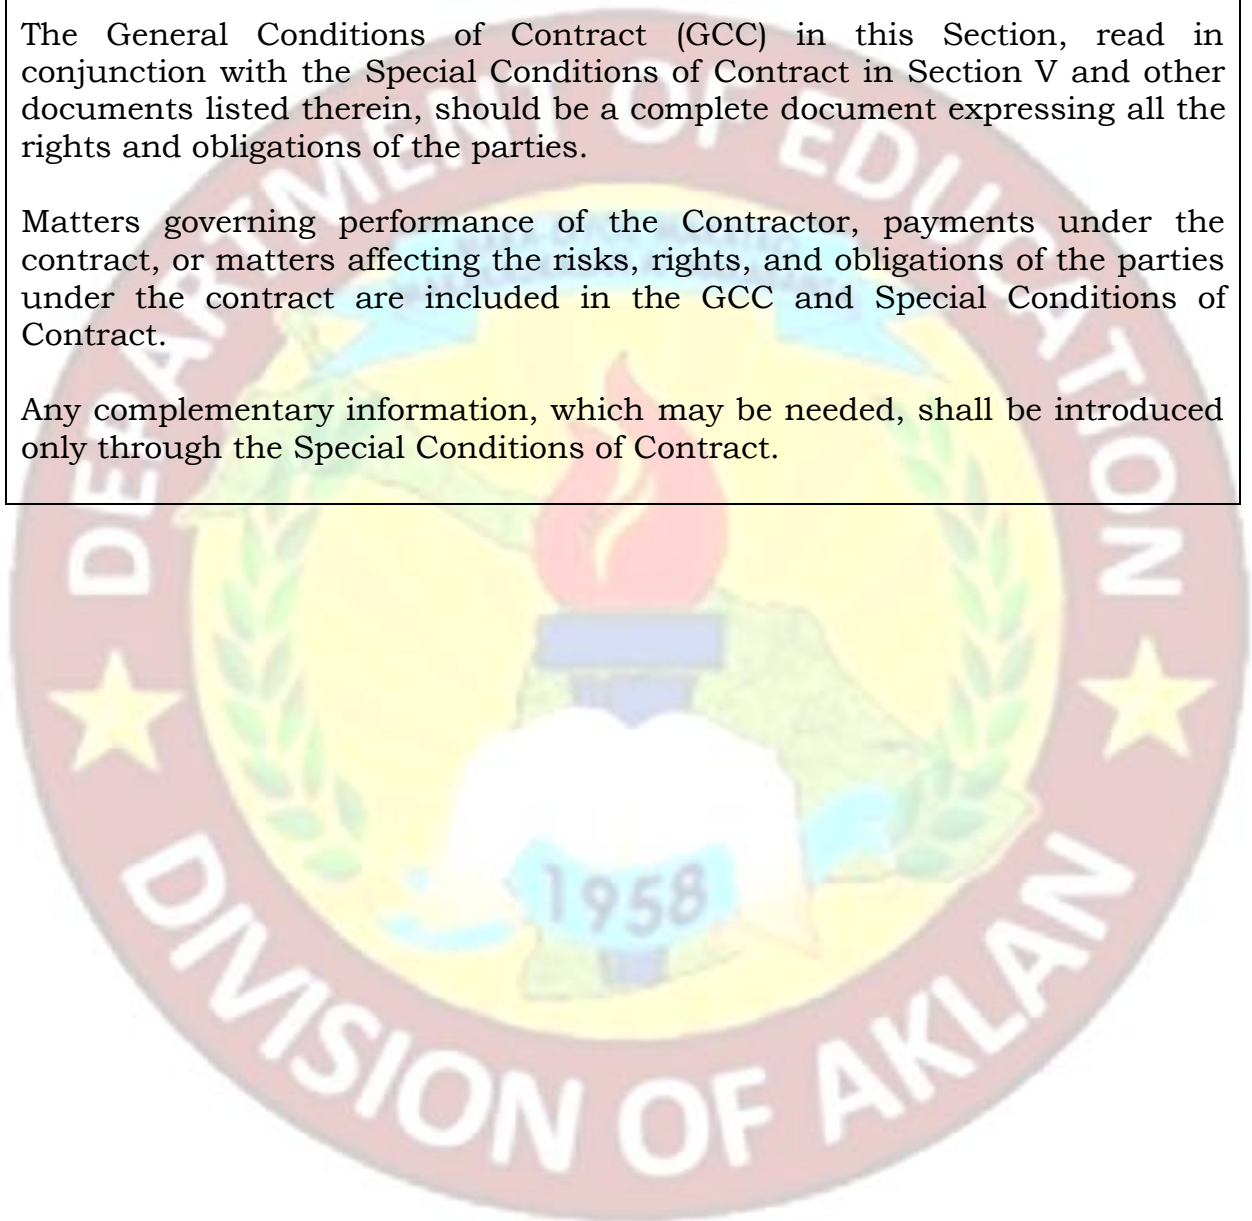 The General Conditions of Contract (GCC) in this Section, read in
conjunction with the Special Conditions of Contract in Section V and other
documents listed therein, should be a complete document expressing all the
rights and obligations of the parties.
Matters governing performance of the Contractor, payments under the
contract, or matters affecting the risks, rights, and obligations of the parties
under the contract are included in the GCC and Special Conditions of
Contract.
Any complementary information, which may be needed, shall be introduced
only through the Special Conditions of Contract.
DEPARTMENT OF EDUCATION
1958
DIVISION OF AKLAN